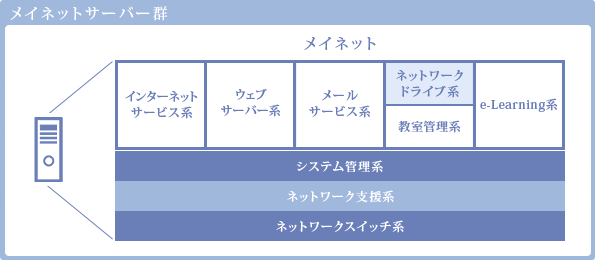 メイネットサーバー群
メイネット
インターネット
サービス系
ウェブ
サーバー系
メール
サービス系
ネットワーク
ドライブ系
教室管理系
e-Learning系
システム管理系
ネットワーク支援系
ネットワークスイッチ系